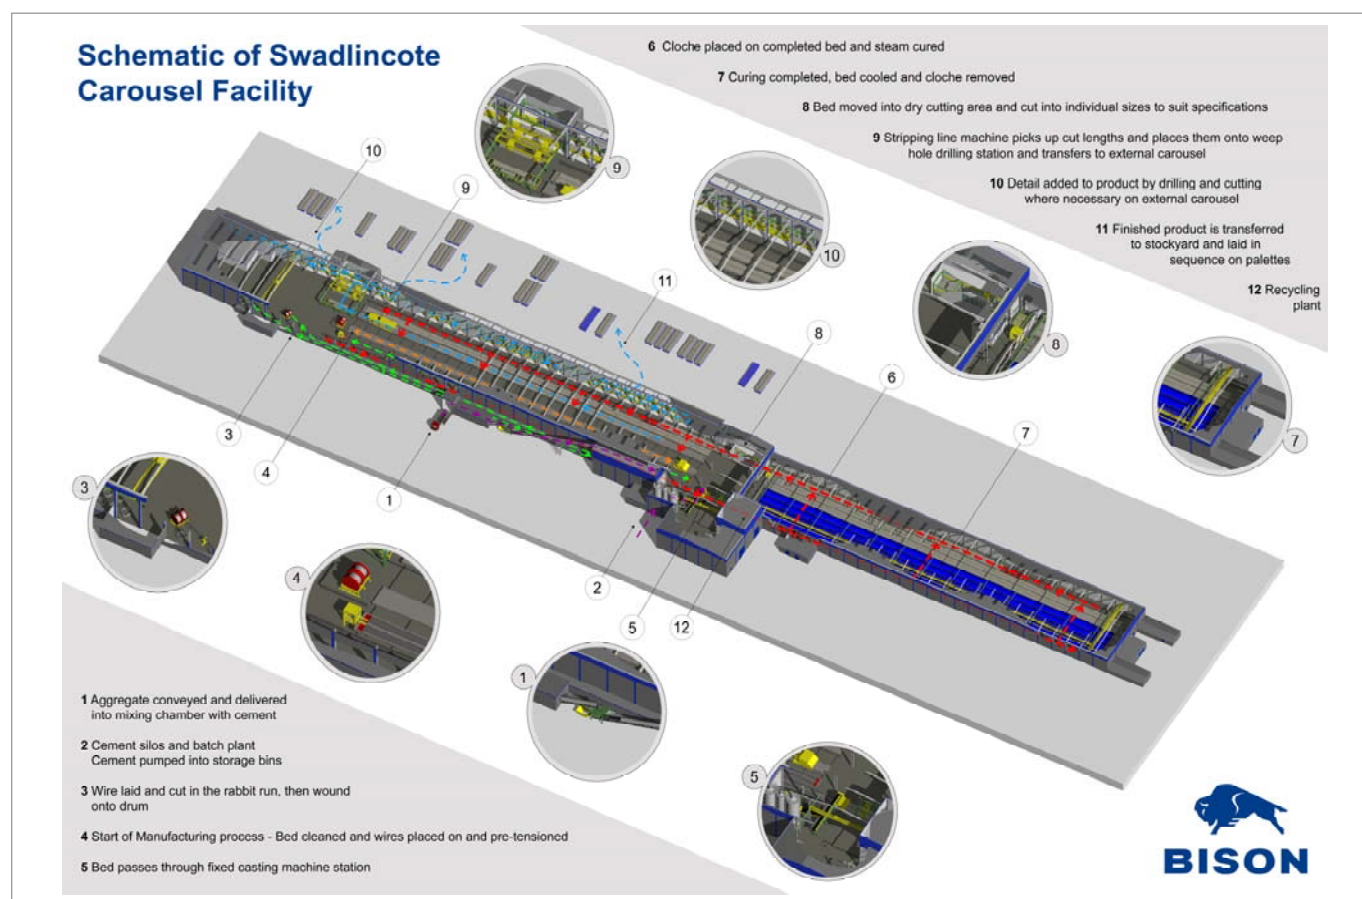 Schematic of Swadlincote
Carousel Facility
6 Cloche placed on completed bed and steam cured
7 Curing completed, bed cooled and cloche removed
8 Bed moved into dry cutting area and cut into individual sizes to suit specifications
9 Stripping line machine picks up cut lengths and places them onto weep
hole drilling station and transfers to external carousel
10 Detail added to product by drilling and cutting
where necessary on external carousel
11 Finished product is transferred
to stockyard and laid in
sequence on palettes
12 Recycling
plant
10
9
9
10
11
8
8
6
7
7
3
4
1
3
4
2
5
12
1
5
1 Aggregate conveyed and delivered
into mixing chamber with cement
2 Cement silos and batch plant
Cement pumped into storage bins
3 Wire laid and cut in the rabbit run, then wound
onto drum
4 Start of Manufacturing process - Bed cleaned and wires placed on and pre-tensioned
5 Bed passes through fixed casting machine station
BISON